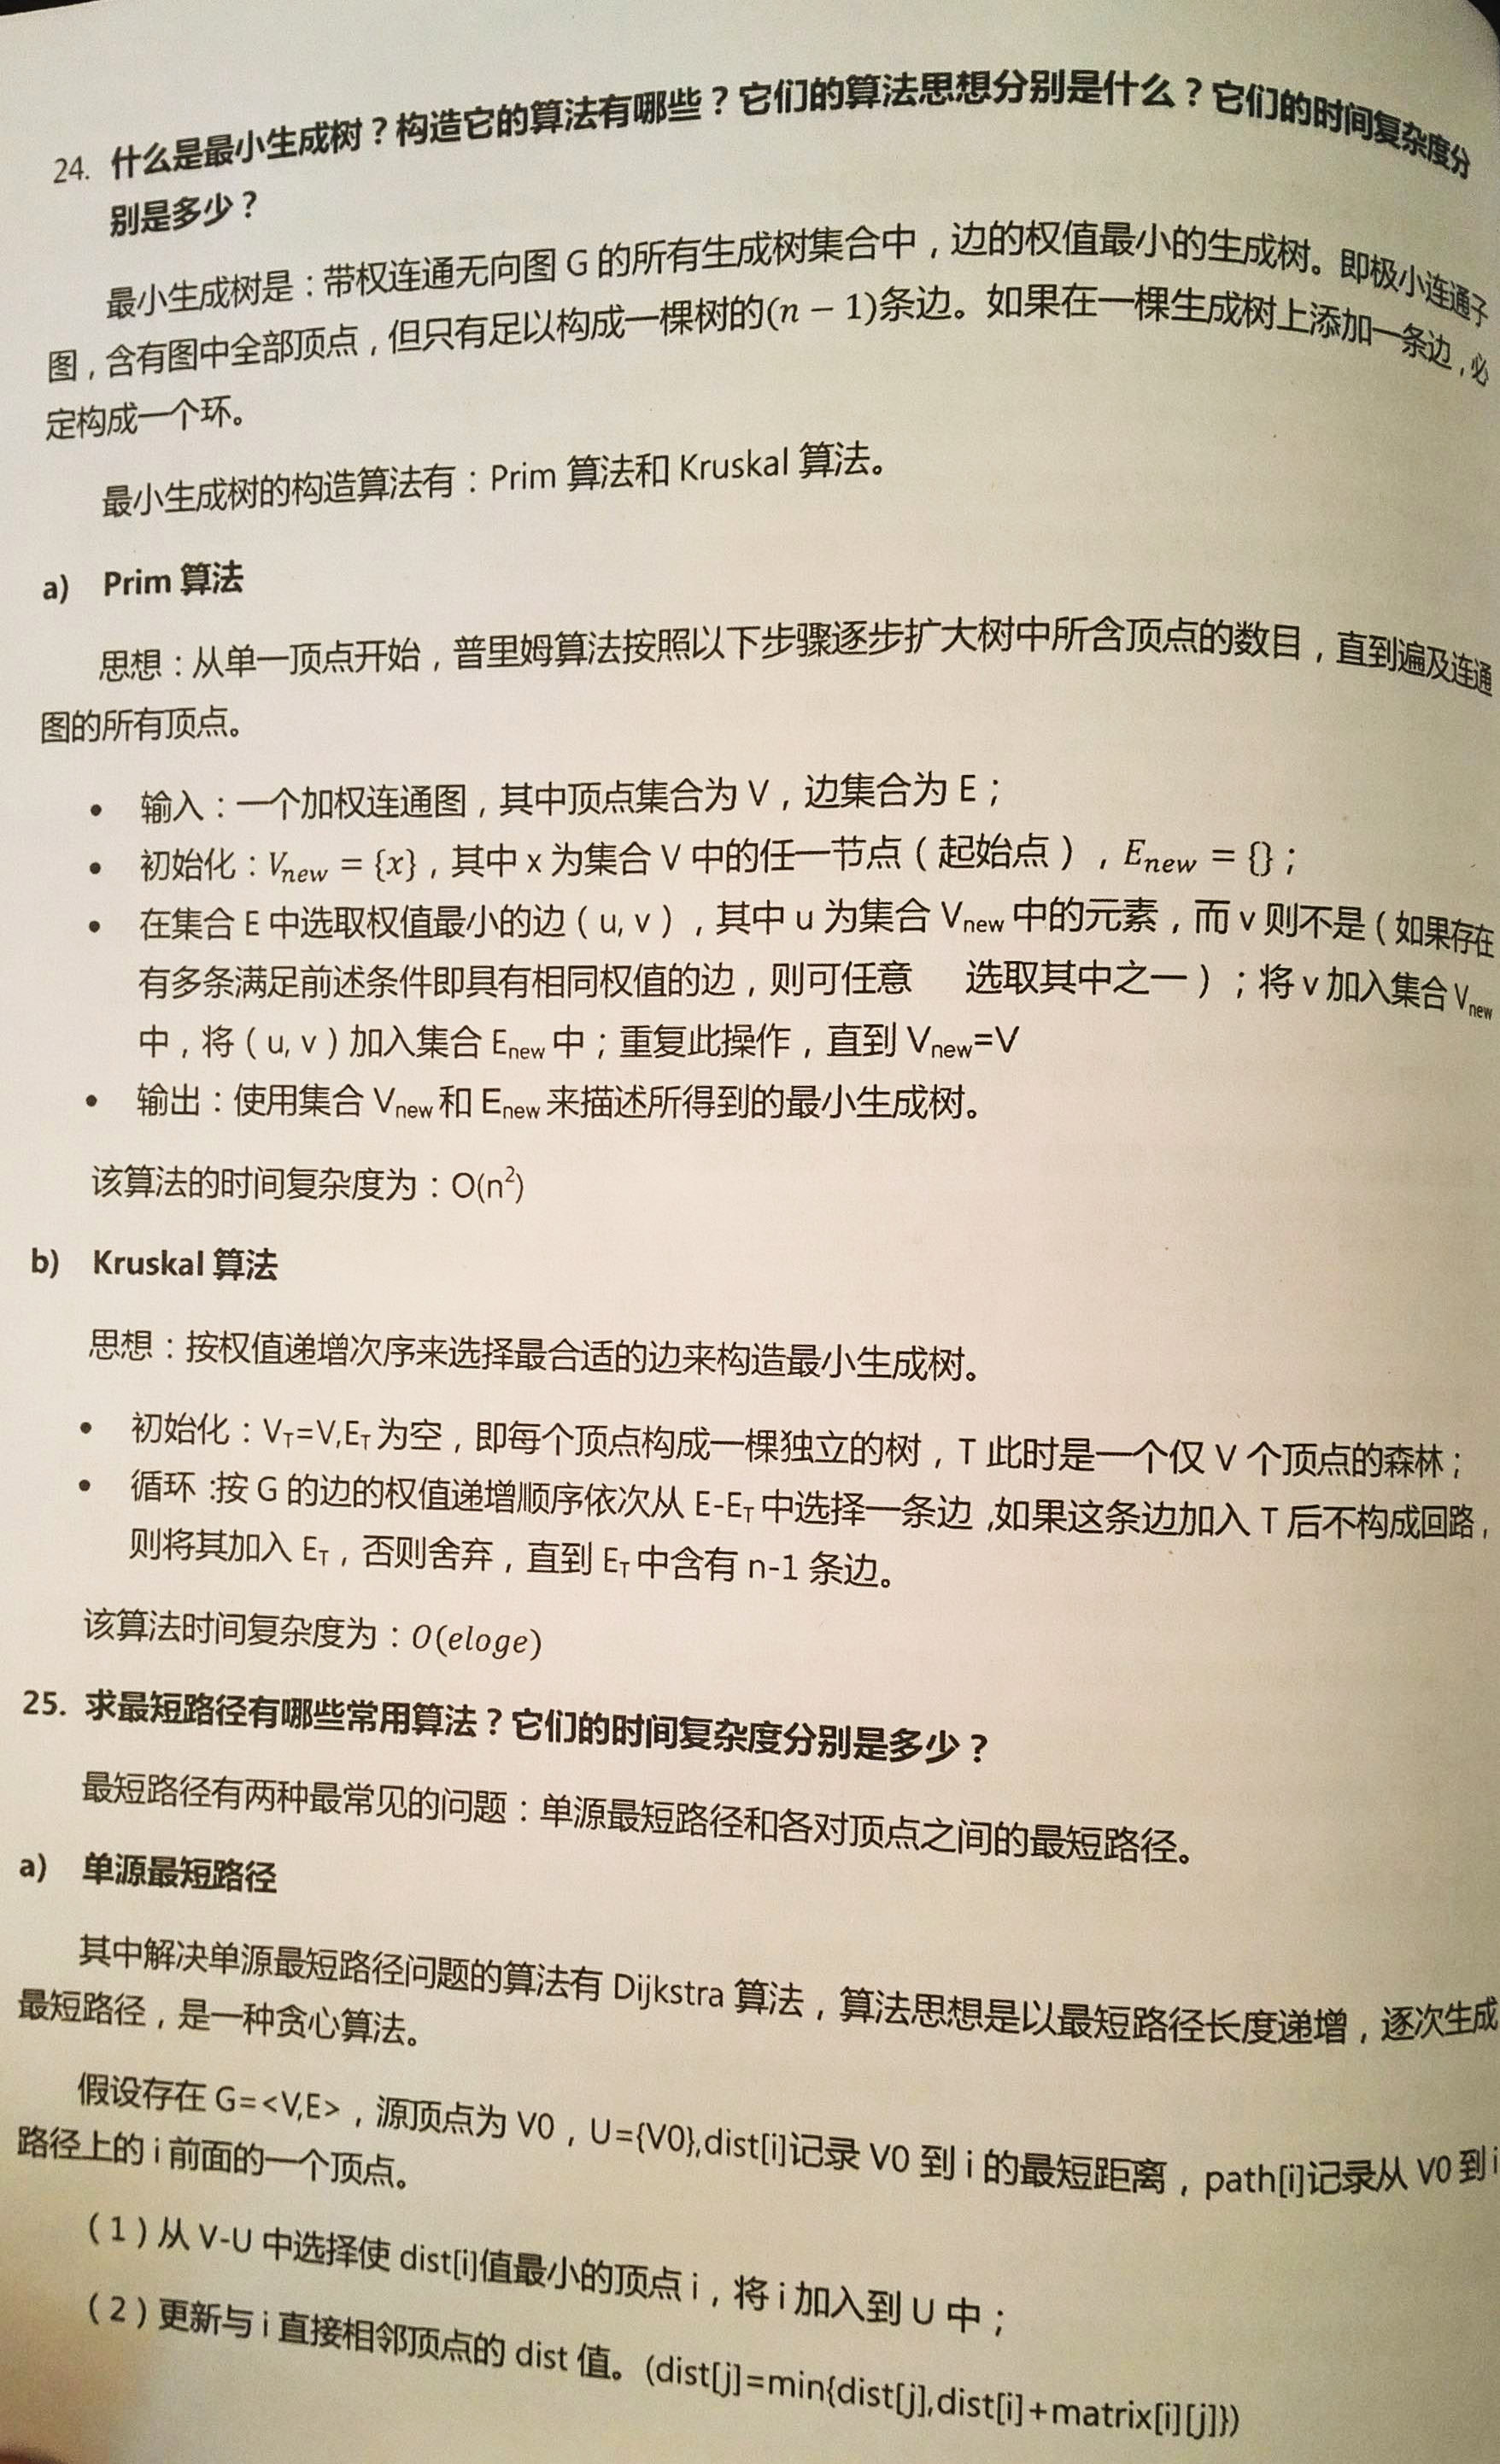 24. 什么是最小生成树？构造它的算法有哪些？它们的算法思想分别是什么？它们的时间复杂度分
别是多少？
最小生成树是：带权连通无向图 G 的所有生成树集合中，边的权值最小的生成树。即极小连通子
图，含有图中全部顶点，但只有足以构成一棵树的(n − 1)条边。如果在一棵生成树上添加一条边，必
定构成一个环。
最小生成树的构造算法有：Prim 算法和 Kruskal 算法。
a) Prim 算法
思想：从单一顶点开始，普里姆算法按照以下步骤逐步扩大树中所含顶点的数目，直到遍及连通
图的所有顶点。
• 输入：一个加权连通图，其中顶点集合为 V，边集合为 E；
• 初始化：Vnew = {x}，其中 x 为集合 V 中的任一节点（起始点），Enew = {}；
• 在集合 E 中选取权值最小的边（u, v），其中 u 为集合 Vnew 中的元素，而 v 则不是（如果存在
有多条满足前述条件即具有相同权值的边，则可任意 选取其中之一）；将 v 加入集合 Vnew
中，将（u, v）加入集合 Enew 中；重复此操作，直到 Vnew=V
• 输出：使用集合 Vnew 和 Enew 来描述所得到的最小生成树。
该算法的时间复杂度为：O(n²)
b) Kruskal 算法
思想：按权值递增次序来选择最合适的边来构造最小生成树。
• 初始化：VT=V,ET 为空，即每个顶点构成一棵独立的树，T 此时是一个仅 V 个顶点的森林；
• 循环:按 G 的边的权值递增顺序依次从 E-ET 中选择一条边,如果这条边加入 T 后不构成回路，
则将其加入 ET，否则舍弃，直到 ET 中含有 n-1 条边。
该算法时间复杂度为：O(eloge)
25. 求最短路径有哪些常用算法？它们的时间复杂度分别是多少？
最短路径有两种最常见的问题：单源最短路径和各对顶点之间的最短路径。
a) 单源最短路径
其中解决单源最短路径问题的算法有 Dijkstra 算法，算法思想是以最短路径长度递增，逐次生成
最短路径，是一种贪心算法。
假设存在 G=<V,E>，源顶点为 V0，U={V0},dist[i]记录 V0 到 i 的最短距离，path[i]记录从 V0 到 i
路径上的 i 前面的一个顶点。
（1）从 V-U 中选择使 dist[i]值最小的顶点 i，将 i 加入到 U 中；
（2）更新与 i 直接相邻顶点的 dist 值。(dist[j]=min{dist[j],dist[i]+matrix[i][j]})